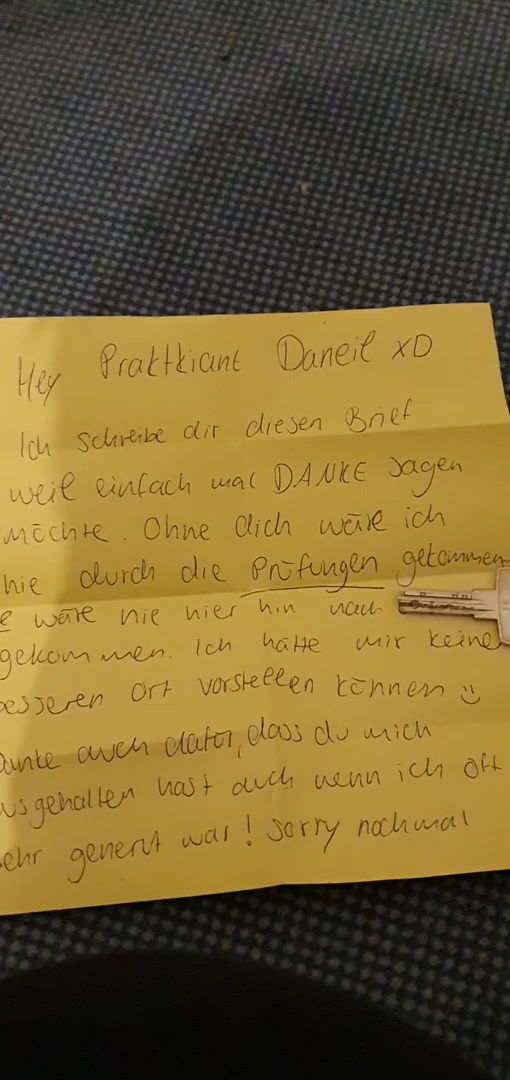 Hey Praktkiant Daneil xD
Ich schreibe dir diesen Brief
weil einfach mal DANKE sagen
möchte. Ohne dich wäre ich
nie durch die Prüfungen gekommen
wäre nie hier hin nach
gekommen. Ich hätte mir keine
besseren Ort vorstellen können :)
Danke auch dafür, dass du mich
ausgehalten hast auch wenn ich oft
sehr genervt war! Sorry nochmal